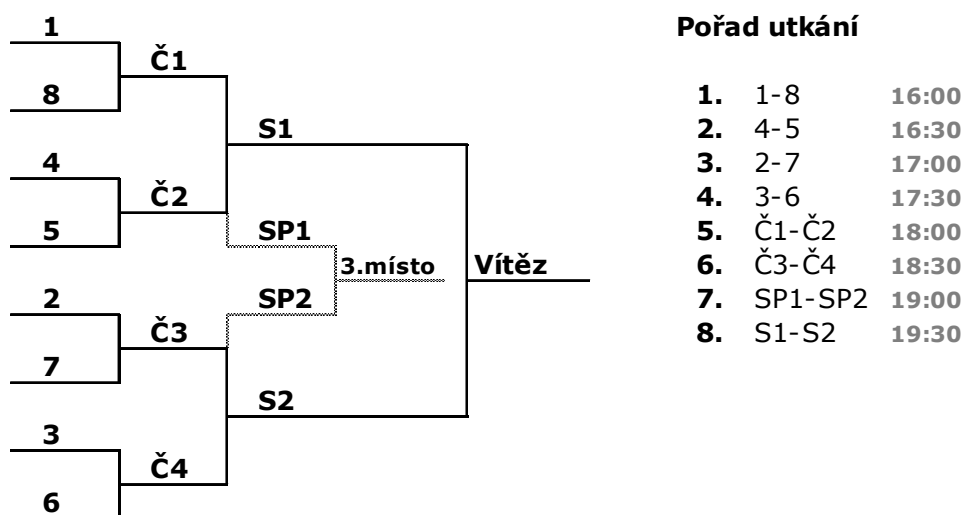 1
Č1
8
S1
4
Č2
5
SP1
3.místo
Vítěz
2
SP2
Č3
7
S2
3
Č4
6
Pořad utkání
1. 1-8 16:00
2. 4-5 16:30
3. 2-7 17:00
4. 3-6 17:30
5. Č1-Č2 18:00
6. Č3-Č4 18:30
7. SP1-SP2 19:00
8. S1-S2 19:30